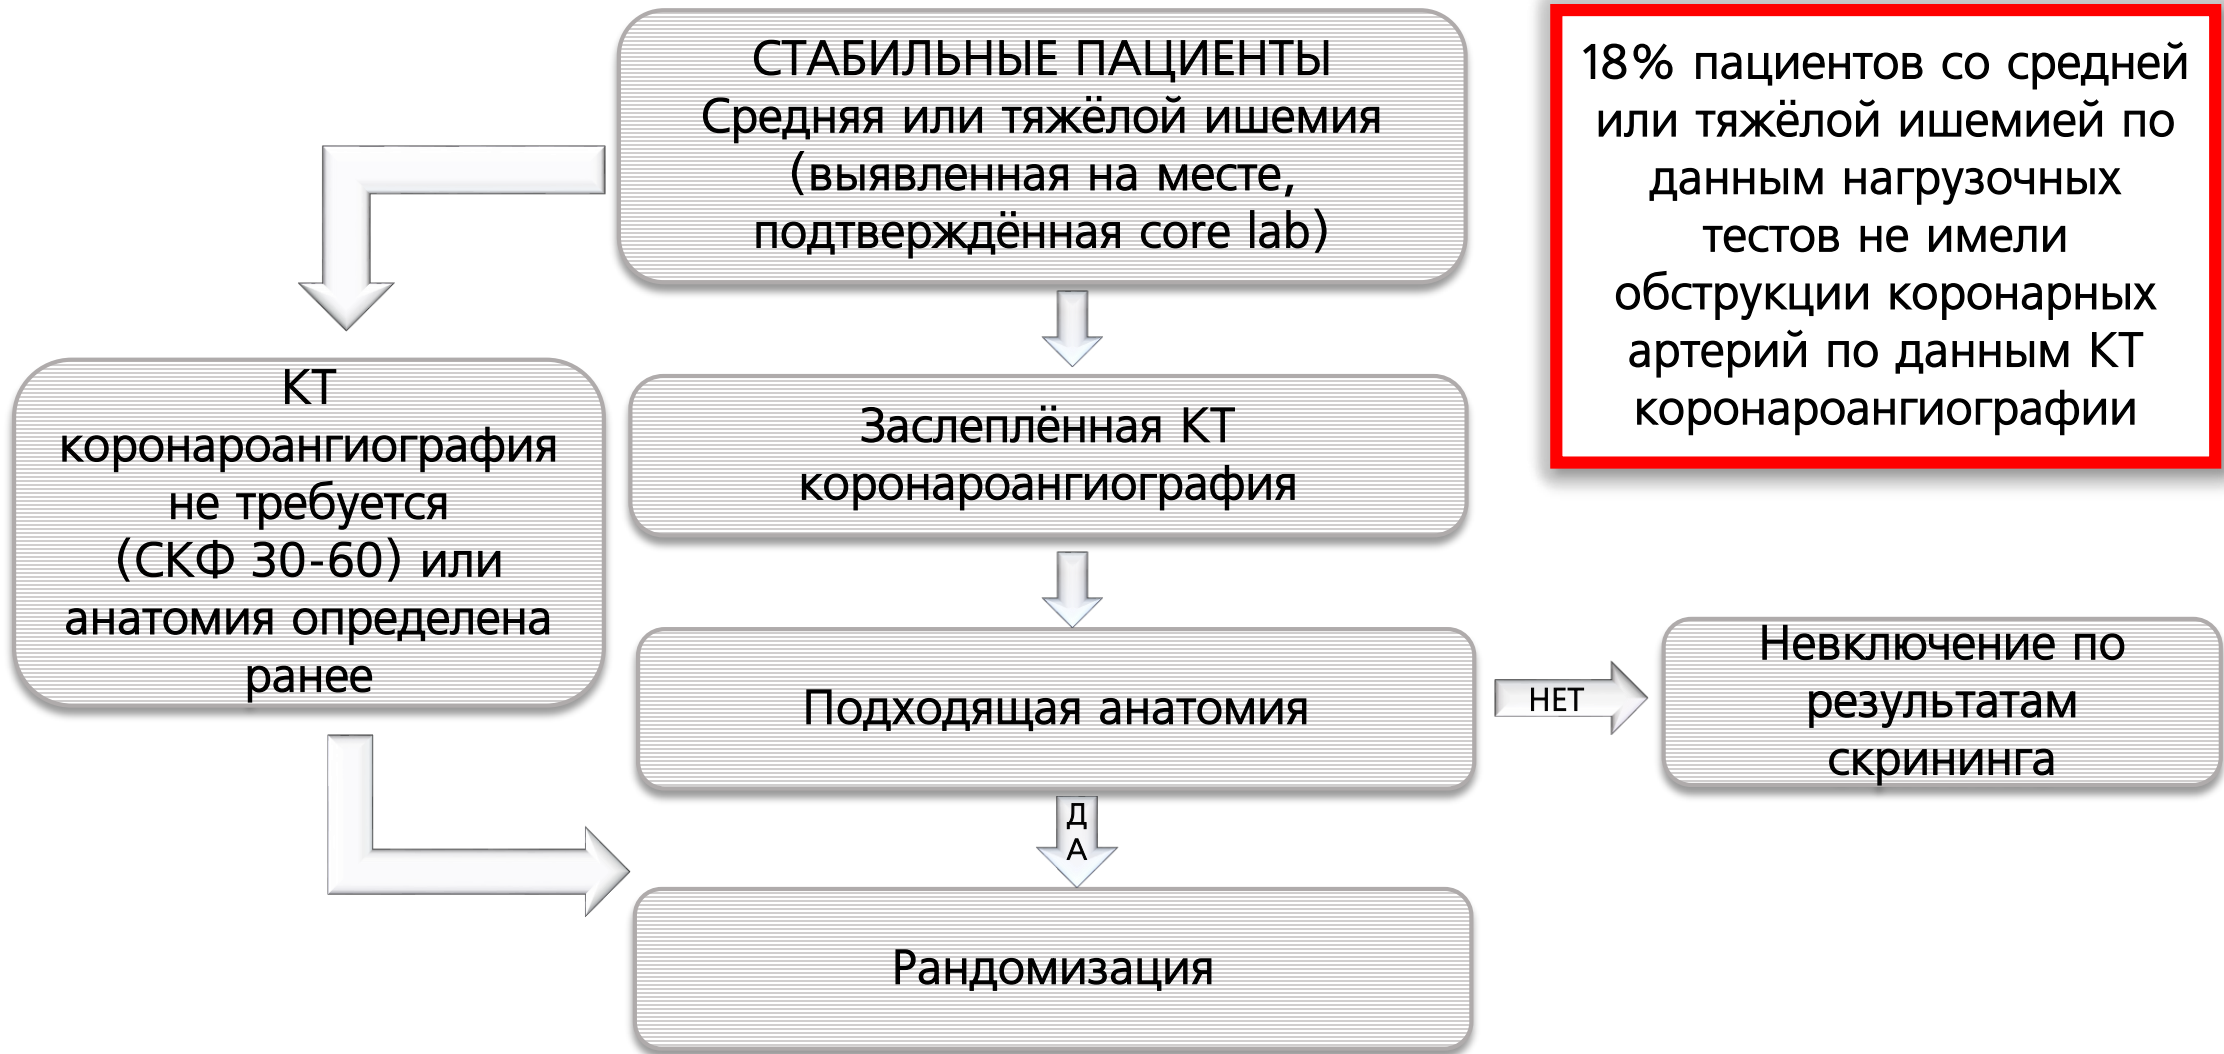 СТАБИЛЬНЫЕ ПАЦИЕНТЫ
Средняя или тяжёлой ишемия
(выявленная на месте,
подтверждённая core lab)
18% пациентов со средней
или тяжёлой ишемией по
данным нагрузочных
тестов не имели
обструкции коронарных
артерий по данным КТ
коронароангиографии
КТ
коронароангиография
не требуется
(СКФ 30-60) или
анатомия определена
ранее
Заслеплённая КТ
коронароангиография
Подходящая анатомия
НЕТ
Невключение по
результатам
скрининга
Д
А
Рандомизация